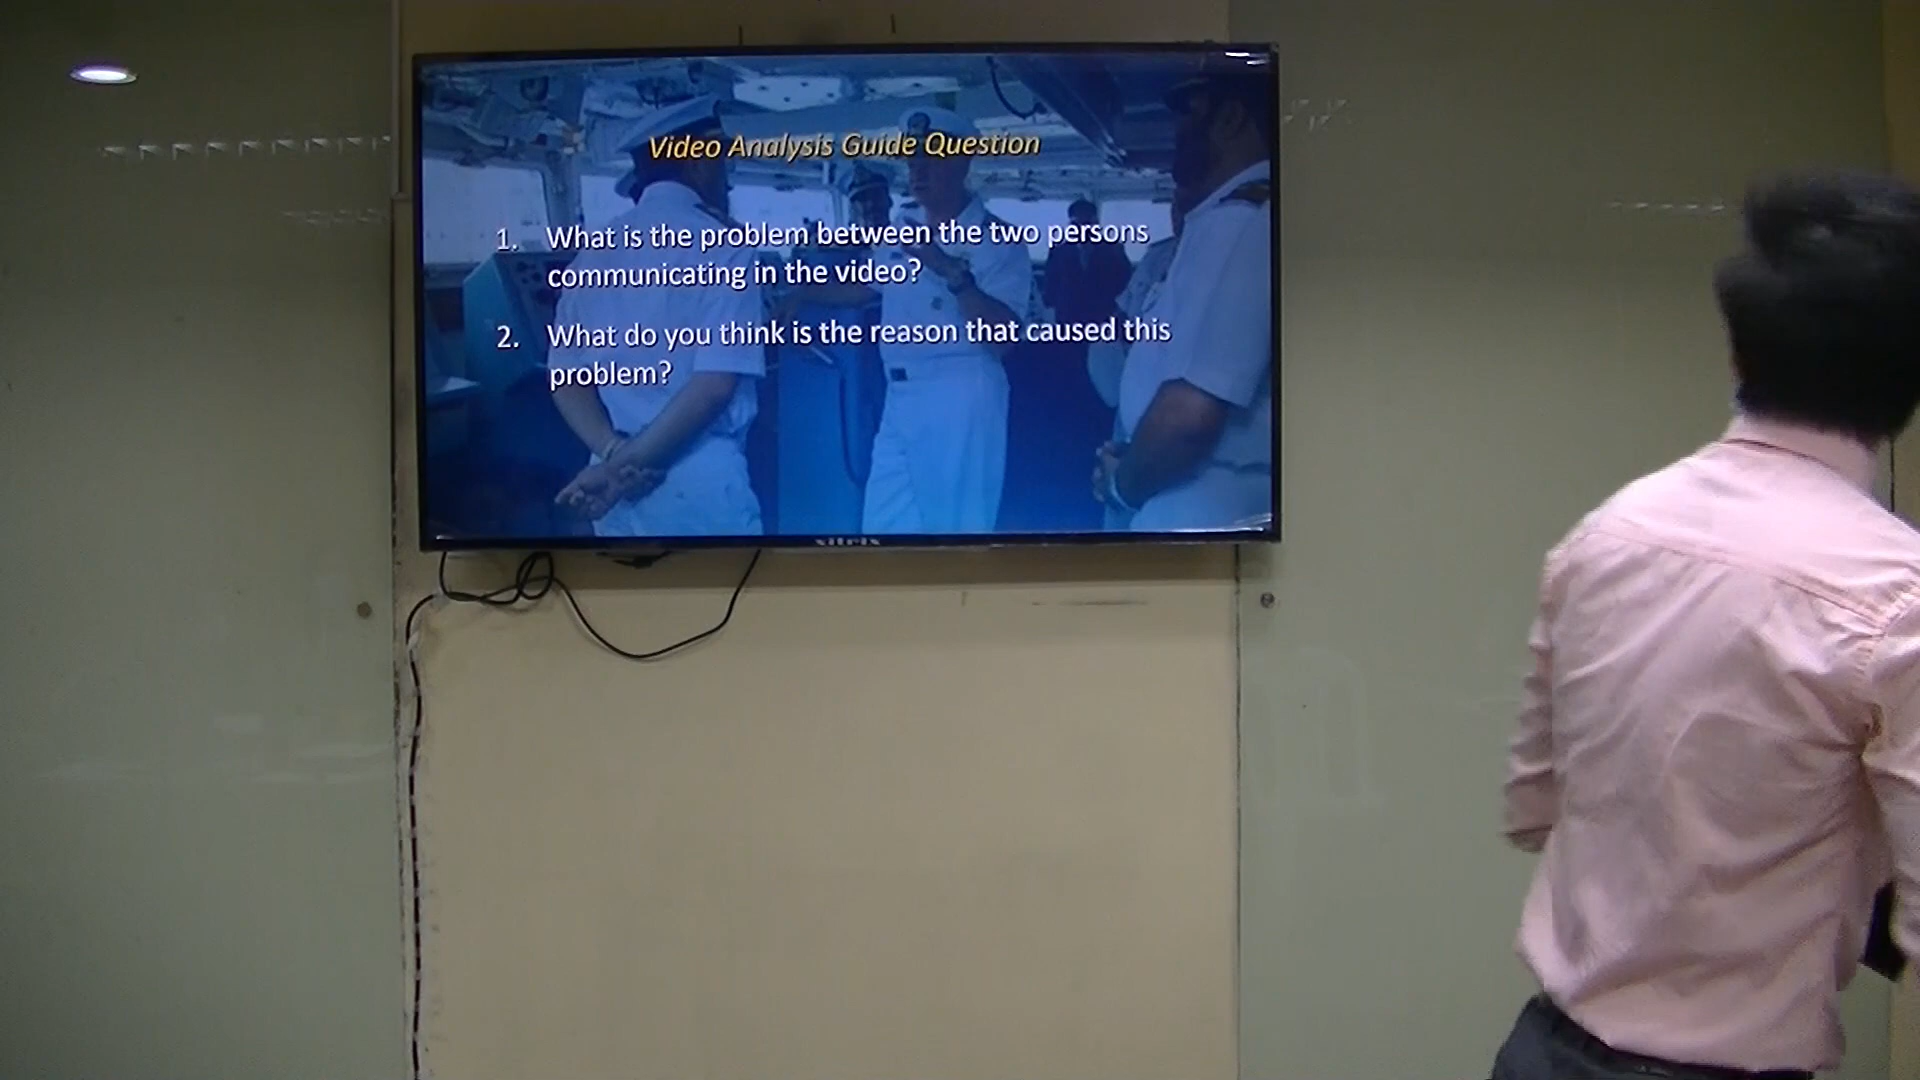 Video Analysis Guide Question
1. What is the problem between the two persons
communicating in the video?
2. What do you think is the reason that caused this
problem?